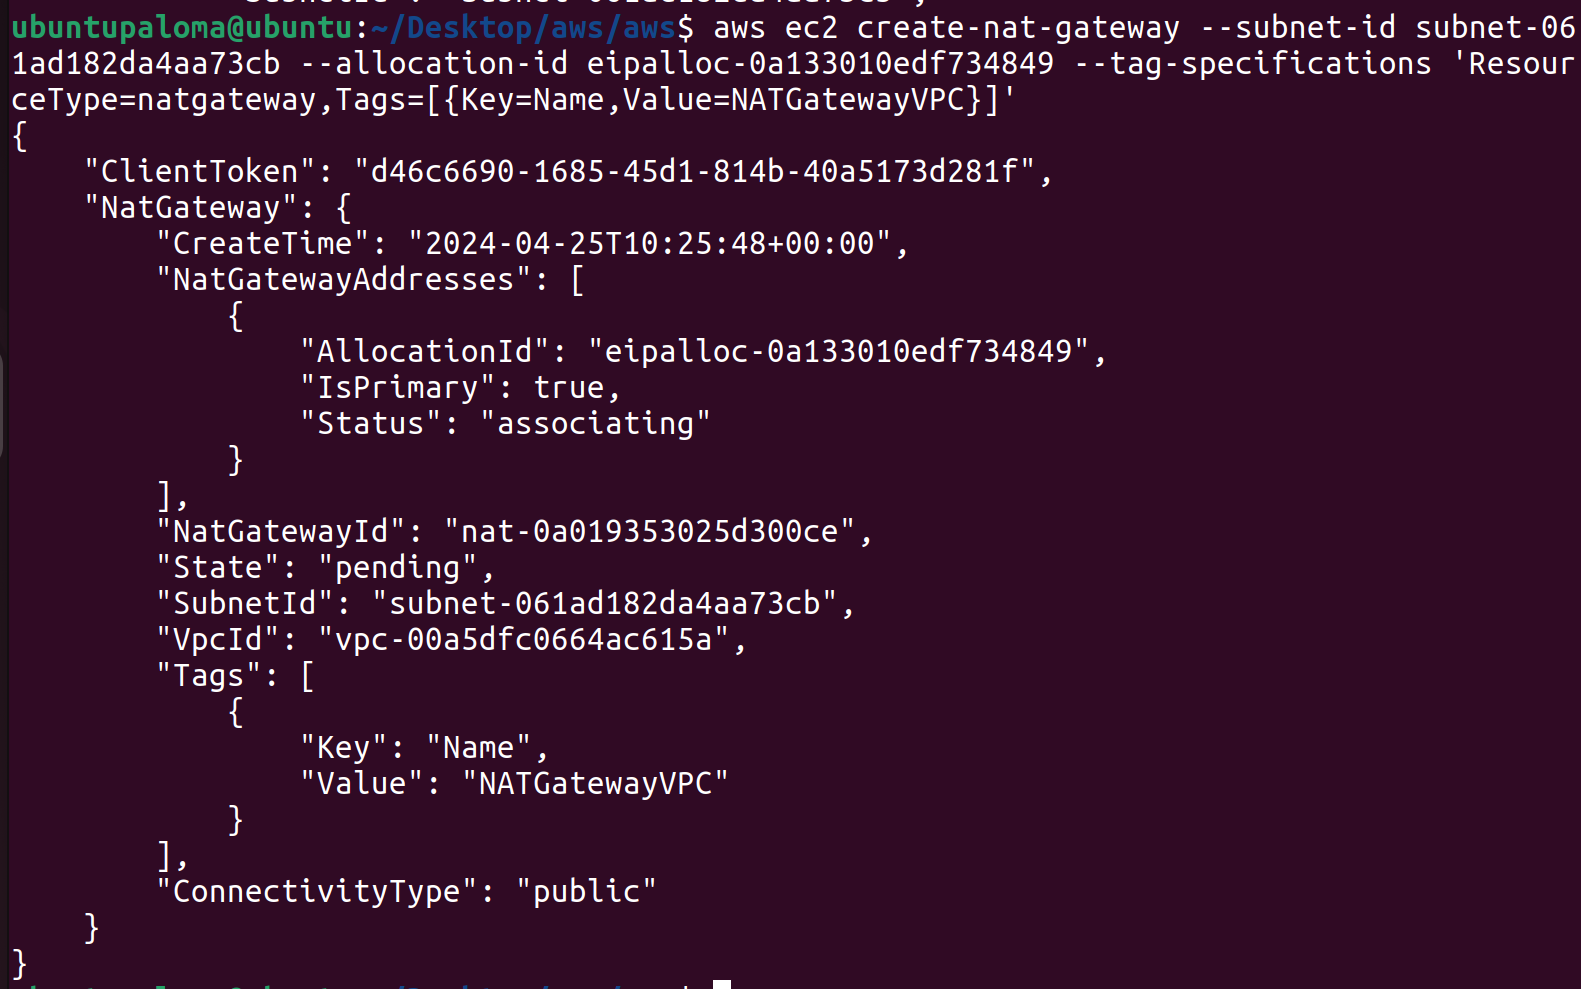 ubuntupaloma@ubuntu:~/Desktop/aws/aws$ aws ec2 create-nat-gateway --subnet-id subnet-06
1ad182da4aa73cb --allocation-id eipalloc-0a133010edf734849 --tag-specifications 'Resour
ceType=natgateway,Tags=[{Key=Name,Value=NATGatewayVPC}]'
{
    "ClientToken": "d46c6690-1685-45d1-814b-40a5173d281f",
    "NatGateway": {
        "CreateTime": "2024-04-25T10:25:48+00:00",
        "NatGatewayAddresses": [
            {
                "AllocationId": "eipalloc-0a133010edf734849",
                "IsPrimary": true,
                "Status": "associating"
            }
        ],
        "NatGatewayId": "nat-0a019353025d300ce",
        "State": "pending",
        "SubnetId": "subnet-061ad182da4aa73cb",
        "VpcId": "vpc-00a5dfc0664ac615a",
        "Tags": [
            {
                "Key": "Name",
                "Value": "NATGatewayVPC"
            }
        ],
        "ConnectivityType": "public"
    }
}